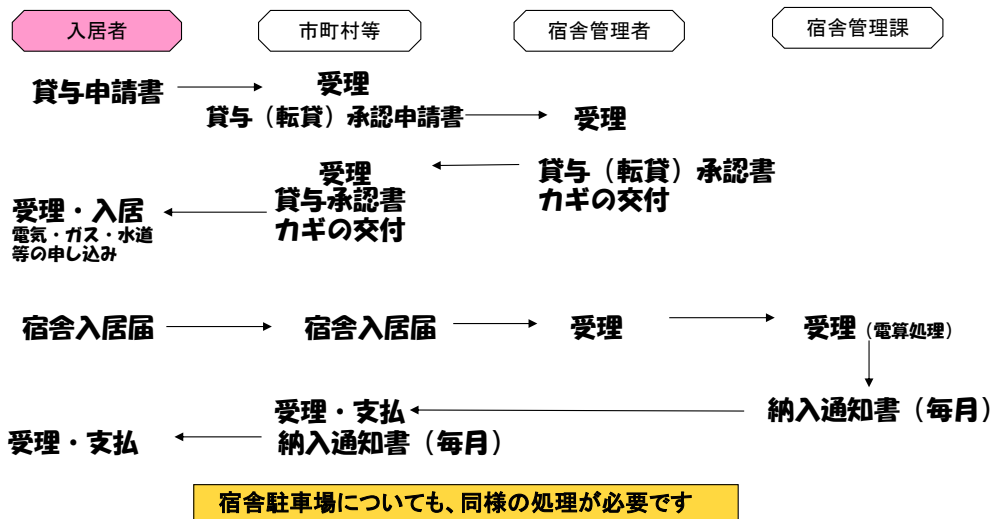 入居者
市町村等
宿舎管理者
宿舎管理課
貸与申請書
受理
貸与（転貸）承認申請書
受理
受理
貸与承認書
カギの交付
貸与（転貸）承認書
カギの交付
受理・入居
電気・ガス・水道
等の申し込み
宿舎入居届
宿舎入居届
受理
受理（電算処理）
納入通知書（毎月）
受理・支払
納入通知書（毎月）
受理・支払
宿舎駐車場についても、同様の処理が必要です